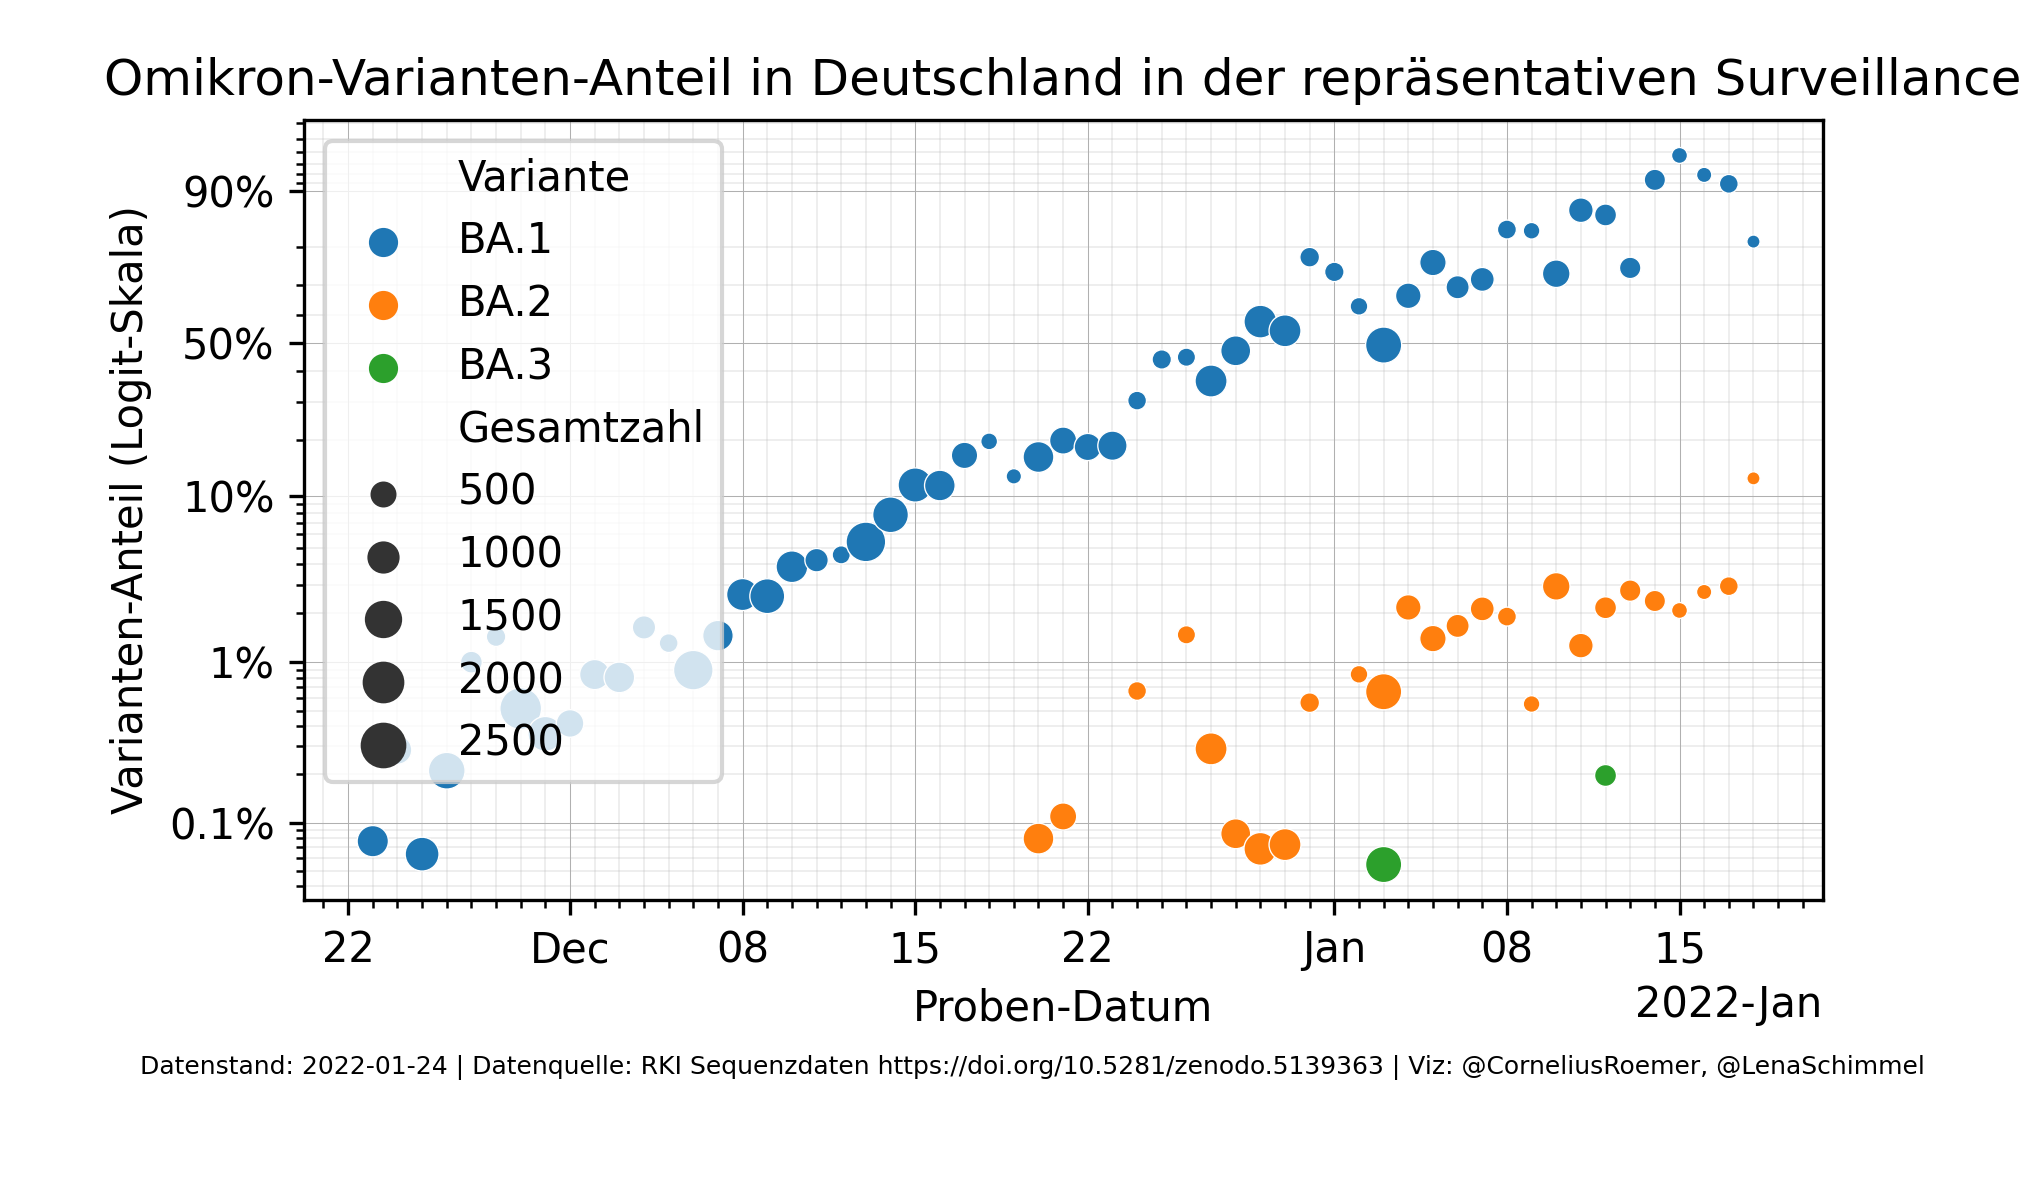 Omikron-Varianten-Anteil in Deutschland in der repräsentativen Surveillance
Varianten-Anteil (Logit-Skala)
90%
50%
10%
1%
0.1%
Variante
BA.1
BA.2
BA.3
Gesamtzahl
500
1000
1500
2000
2500
22 Dec 08 15 22 Jan 08 15
Proben-Datum
2022-Jan
Datenstand: 2022-01-24 | Datenquelle: RKI Sequenzdaten https://doi.org/10.5281/zenodo.5139363 | Viz: @CorneliusRoemer, @LenaSchimmel